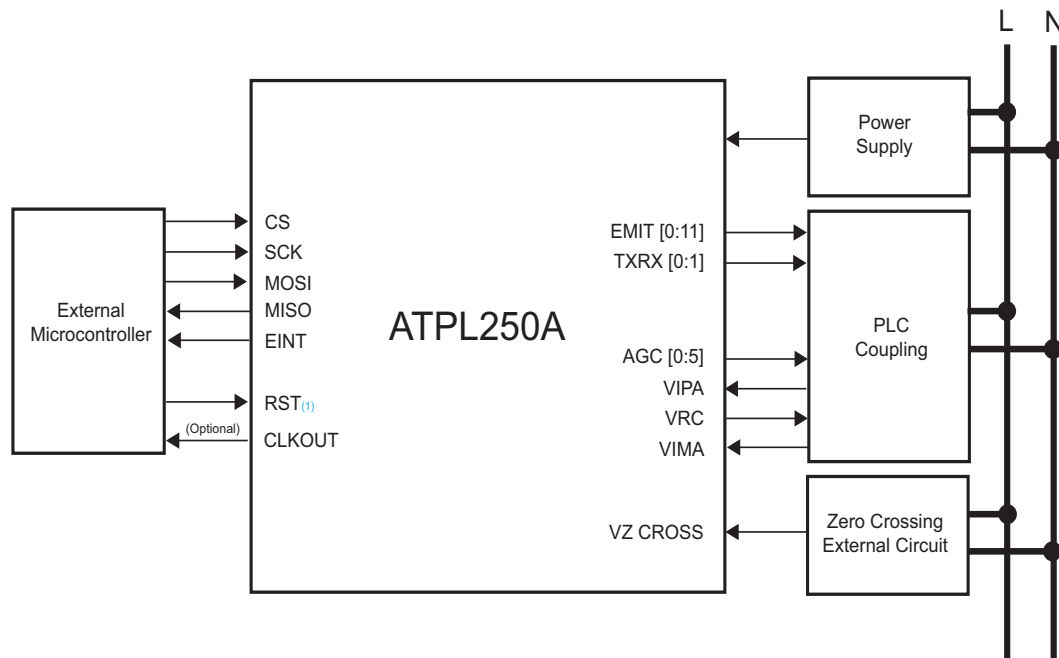 L N
Power
Supply
CS
SCK
MOSI
MISO
EINT
RST(1)
(Optional)
CLKOUT
External
Microcontroller
ATPL250A
EMIT [0:11]
TXRX [0:1]
AGC [0:5]
VIPA
VRC
VIMA
VZ CROSS
PLC
Coupling
Zero Crossing
External Circuit